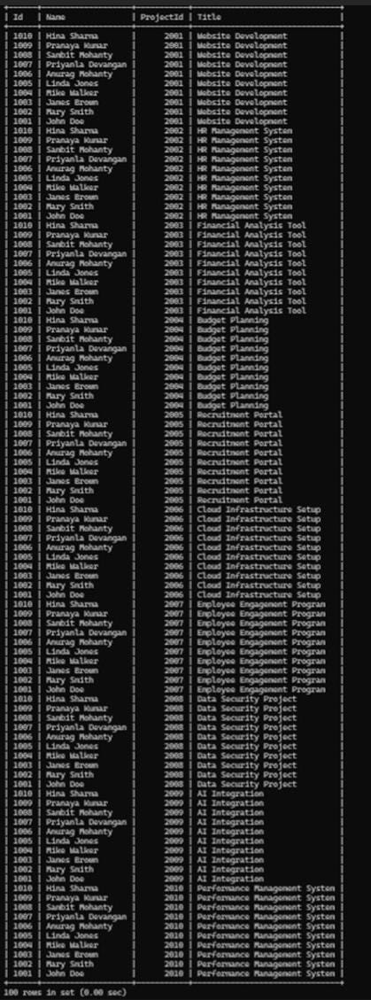 | Id | Name | ProjectId | Title |
| 1010 | Hina Sharma | 2001 | Website Development |
| 1009 | Pranaya Kumar | 2001 | Website Development |
| 1008 | Sambit Mohanty | 2001 | Website Development |
| 1007 | Priyanla Devangan | 2001 | Website Development |
| 1006 | Anurag Mohanty | 2001 | Website Development |
| 1005 | Linda Jones | 2001 | Website Development |
| 1004 | Mike Walker | 2001 | Website Development |
| 1003 | James Brown | 2001 | Website Development |
| 1002 | Mary Smith | 2001 | Website Development |
| 1001 | John Doe | 2001 | Website Development |
| 1010 | Hina Sharma | 2002 | HR Management System |
| 1009 | Pranaya Kumar | 2002 | HR Management System |
| 1008 | Sambit Mohanty | 2002 | HR Management System |
| 1007 | Priyanla Devangan | 2002 | HR Management System |
| 1006 | Anurag Mohanty | 2002 | HR Management System |
| 1005 | Linda Jones | 2002 | HR Management System |
| 1004 | Mike Walker | 2002 | HR Management System |
| 1003 | James Brown | 2002 | HR Management System |
| 1002 | Mary Smith | 2002 | HR Management System |
| 1001 | John Doe | 2002 | HR Management System |
| 1010 | Hina Sharma | 2003 | Financial Analysis Tool |
| 1009 | Pranaya Kumar | 2003 | Financial Analysis Tool |
| 1008 | Sambit Mohanty | 2003 | Financial Analysis Tool |
| 1007 | Priyanla Devangan | 2003 | Financial Analysis Tool |
| 1006 | Anurag Mohanty | 2003 | Financial Analysis Tool |
| 1005 | Linda Jones | 2003 | Financial Analysis Tool |
| 1004 | Mike Walker | 2003 | Financial Analysis Tool |
| 1003 | James Brown | 2003 | Financial Analysis Tool |
| 1002 | Mary Smith | 2003 | Financial Analysis Tool |
| 1001 | John Doe | 2003 | Financial Analysis Tool |
| 1010 | Hina Sharma | 2004 | Budget Planning |
| 1009 | Pranaya Kumar | 2004 | Budget Planning |
| 1008 | Sambit Mohanty | 2004 | Budget Planning |
| 1007 | Priyanla Devangan | 2004 | Budget Planning |
| 1006 | Anurag Mohanty | 2004 | Budget Planning |
| 1005 | Linda Jones | 2004 | Budget Planning |
| 1004 | Mike Walker | 2004 | Budget Planning |
| 1003 | James Brown | 2004 | Budget Planning |
| 1002 | Mary Smith | 2004 | Budget Planning |
| 1001 | John Doe | 2004 | Budget Planning |
| 1010 | Hina Sharma | 2005 | Recruitment Portal |
| 1009 | Pranaya Kumar | 2005 | Recruitment Portal |
| 1008 | Sambit Mohanty | 2005 | Recruitment Portal |
| 1007 | Priyanla Devangan | 2005 | Recruitment Portal |
| 1006 | Anurag Mohanty | 2005 | Recruitment Portal |
| 1005 | Linda Jones | 2005 | Recruitment Portal |
| 1004 | Mike Walker | 2005 | Recruitment Portal |
| 1003 | James Brown | 2005 | Recruitment Portal |
| 1002 | Mary Smith | 2005 | Recruitment Portal |
| 1001 | John Doe | 2005 | Recruitment Portal |
| 1010 | Hina Sharma | 2006 | Cloud Infrastructure Setup |
| 1009 | Pranaya Kumar | 2006 | Cloud Infrastructure Setup |
| 1008 | Sambit Mohanty | 2006 | Cloud Infrastructure Setup |
| 1007 | Priyanla Devangan | 2006 | Cloud Infrastructure Setup |
| 1006 | Anurag Mohanty | 2006 | Cloud Infrastructure Setup |
| 1005 | Linda Jones | 2006 | Cloud Infrastructure Setup |
| 1004 | Mike Walker | 2006 | Cloud Infrastructure Setup |
| 1003 | James Brown | 2006 | Cloud Infrastructure Setup |
| 1002 | Mary Smith | 2006 | Cloud Infrastructure Setup |
| 1001 | John Doe | 2006 | Cloud Infrastructure Setup |
| 1010 | Hina Sharma | 2007 | Employee Engagement Program |
| 1009 | Pranaya Kumar | 2007 | Employee Engagement Program |
| 1008 | Sambit Mohanty | 2007 | Employee Engagement Program |
| 1007 | Priyanla Devangan | 2007 | Employee Engagement Program |
| 1006 | Anurag Mohanty | 2007 | Employee Engagement Program |
| 1005 | Linda Jones | 2007 | Employee Engagement Program |
| 1004 | Mike Walker | 2007 | Employee Engagement Program |
| 1003 | James Brown | 2007 | Employee Engagement Program |
| 1002 | Mary Smith | 2007 | Employee Engagement Program |
| 1001 | John Doe | 2007 | Employee Engagement Program |
| 1010 | Hina Sharma | 2008 | Data Security Project |
| 1009 | Pranaya Kumar | 2008 | Data Security Project |
| 1008 | Sambit Mohanty | 2008 | Data Security Project |
| 1007 | Priyanla Devangan | 2008 | Data Security Project |
| 1006 | Anurag Mohanty | 2008 | Data Security Project |
| 1005 | Linda Jones | 2008 | Data Security Project |
| 1004 | Mike Walker | 2008 | Data Security Project |
| 1003 | James Brown | 2008 | Data Security Project |
| 1002 | Mary Smith | 2008 | Data Security Project |
| 1001 | John Doe | 2008 | Data Security Project |
| 1010 | Hina Sharma | 2009 | AI Integration |
| 1009 | Pranaya Kumar | 2009 | AI Integration |
| 1008 | Sambit Mohanty | 2009 | AI Integration |
| 1007 | Priyanla Devangan | 2009 | AI Integration |
| 1006 | Anurag Mohanty | 2009 | AI Integration |
| 1005 | Linda Jones | 2009 | AI Integration |
| 1004 | Mike Walker | 2009 | AI Integration |
| 1003 | James Brown | 2009 | AI Integration |
| 1002 | Mary Smith | 2009 | AI Integration |
| 1001 | John Doe | 2009 | AI Integration |
| 1010 | Hina Sharma | 2010 | Performance Management System |
| 1009 | Pranaya Kumar | 2010 | Performance Management System |
| 1008 | Sambit Mohanty | 2010 | Performance Management System |
| 1007 | Priyanla Devangan | 2010 | Performance Management System |
| 1006 | Anurag Mohanty | 2010 | Performance Management System |
| 1005 | Linda Jones | 2010 | Performance Management System |
| 1004 | Mike Walker | 2010 | Performance Management System |
| 1003 | James Brown | 2010 | Performance Management System |
| 1002 | Mary Smith | 2010 | Performance Management System |
| 1001 | John Doe | 2010 | Performance Management System |
100 rows in set (0.00 sec)